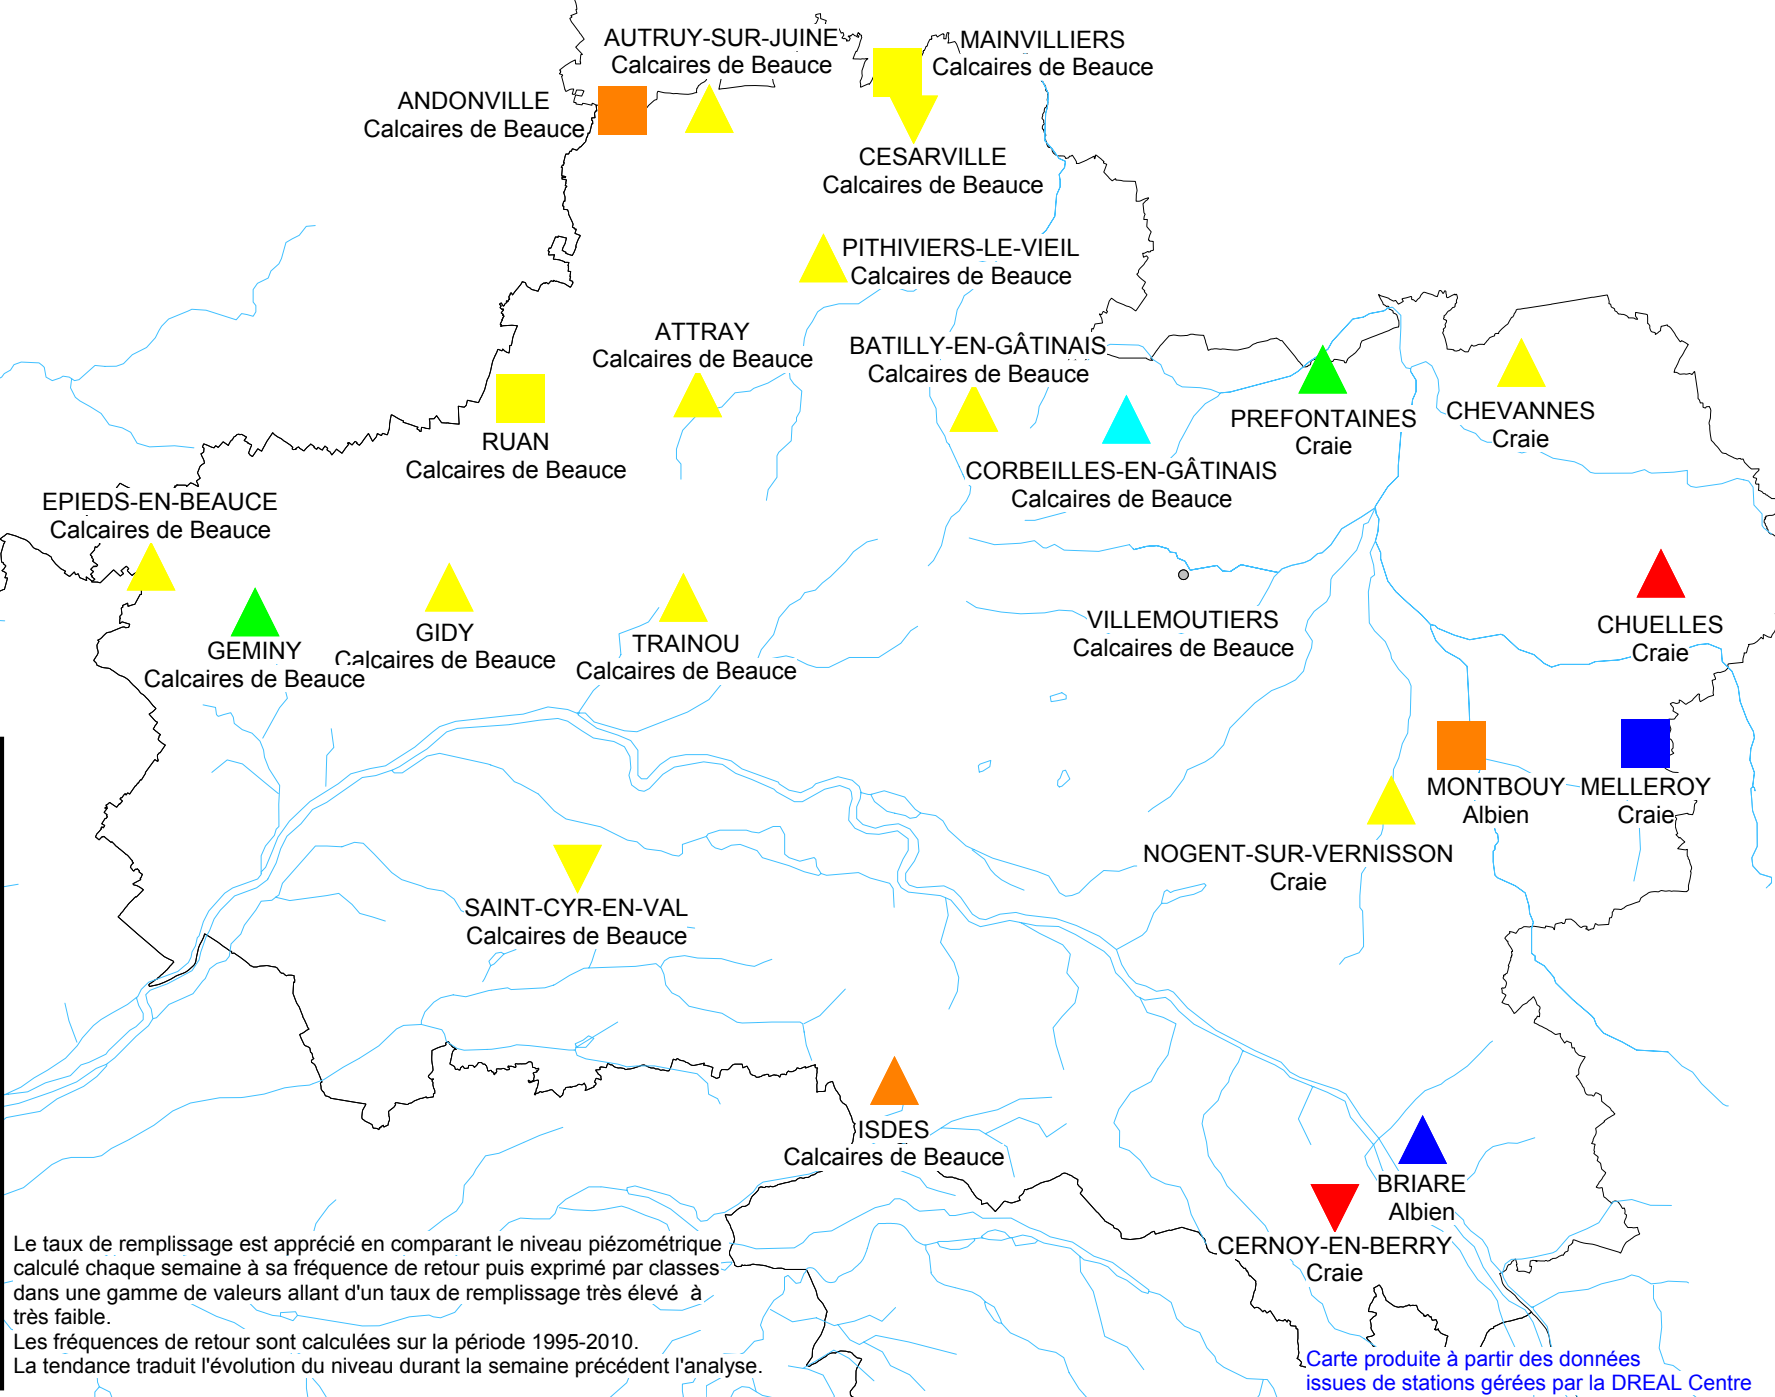 AUTRUY-SUR-JUINE
Calcaires de Beauce
MAINVILLIERS
Calcaires de Beauce
ANDONVILLE
Calcaires de Beauce
CESARVILLE
Calcaires de Beauce
PITHIVIERS-LE-VIEIL
Calcaires de Beauce
ATTRAY
Calcaires de Beauce
BATILLY-EN-GÂTINAIS
Calcaires de Beauce
RUAN
Calcaires de Beauce
PREFONTAINES
Craie
CHEVANNES
Craie
CORBEILLES-EN-GÂTINAIS
Calcaires de Beauce
EPIEDS-EN-BEAUCE
Calcaires de Beauce
GEMINY
Calcaires de Beauce
GIDY
Calcaires de Beauce
TRAINOU
Calcaires de Beauce
VILLEMOUTIERS
Calcaires de Beauce
CHUELLES
Craie
MONTBOUY
Albien
MELLEROY
Craie
NOGENT-SUR-VERNISSON
Craie
SAINT-CYR-EN-VAL
Calcaires de Beauce
ISDES
Calcaires de Beauce
BRIARE
Albien
CERNOY-EN-BERRY
Craie
Le taux de remplissage est apprécié en comparant le niveau piézométrique
calculé chaque semaine à sa fréquence de retour puis exprimé par classes
dans une gamme de valeurs allant d'un taux de remplissage très élevé à
très faible.
Les fréquences de retour sont calculées sur la période 1995-2010.
La tendance traduit l'évolution du niveau durant la semaine précédent l'analyse.
Carte produite à partir des données
issues de stations gérées par la DREAL Centre